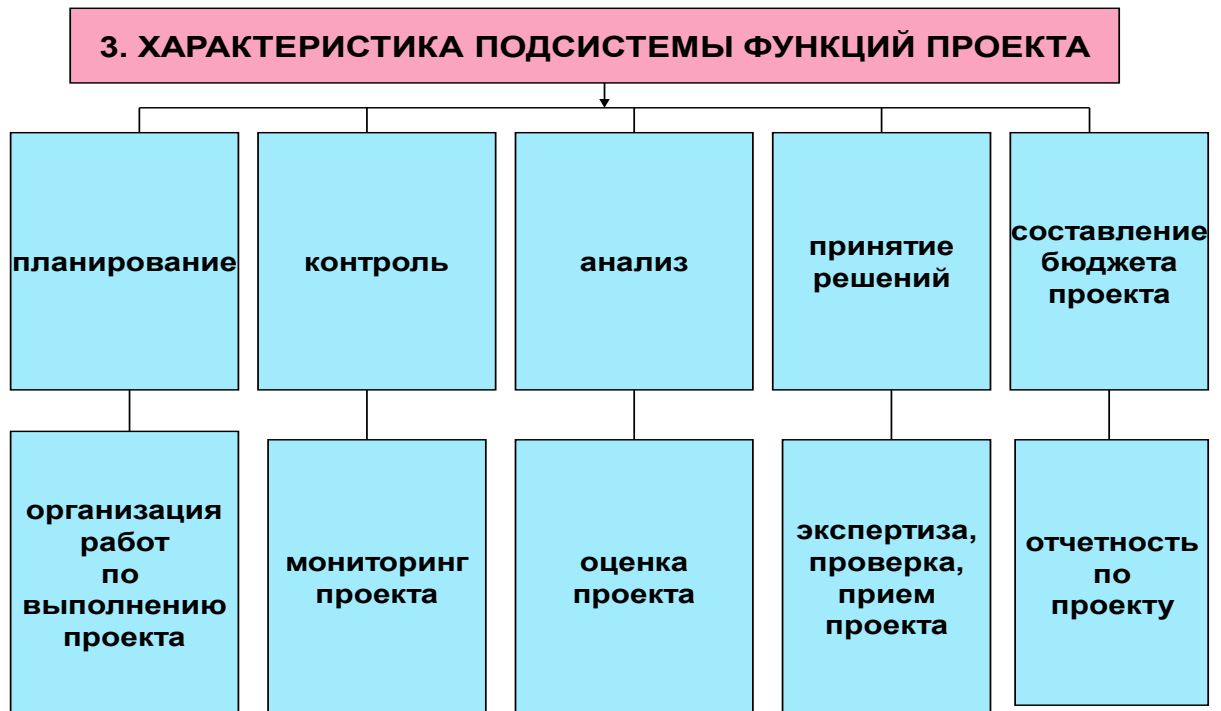 3. ХАРАКТЕРИСТИКА ПОДСИСТЕМЫ ФУНКЦИЙ ПРОЕКТА
планирование
контроль
анализ
принятие
решений
составление
бюджета
проекта
организация
работ
по
выполнению
проекта
мониторинг
проекта
оценка
проекта
экспертиза,
проверка,
прием
проекта
отчетность
по
проекту